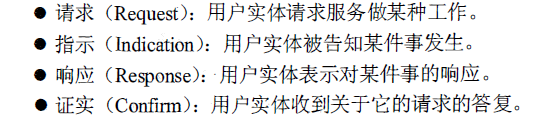 ● 请求（Request）：用户实体请求服务做某种工作。
● 指示（Indication）：用户实体被告知某件事发生。
● 响应（Response）：用户实体表示对某件事的响应。
● 证实（Confirm）：用户实体收到关于它的请求的答复。